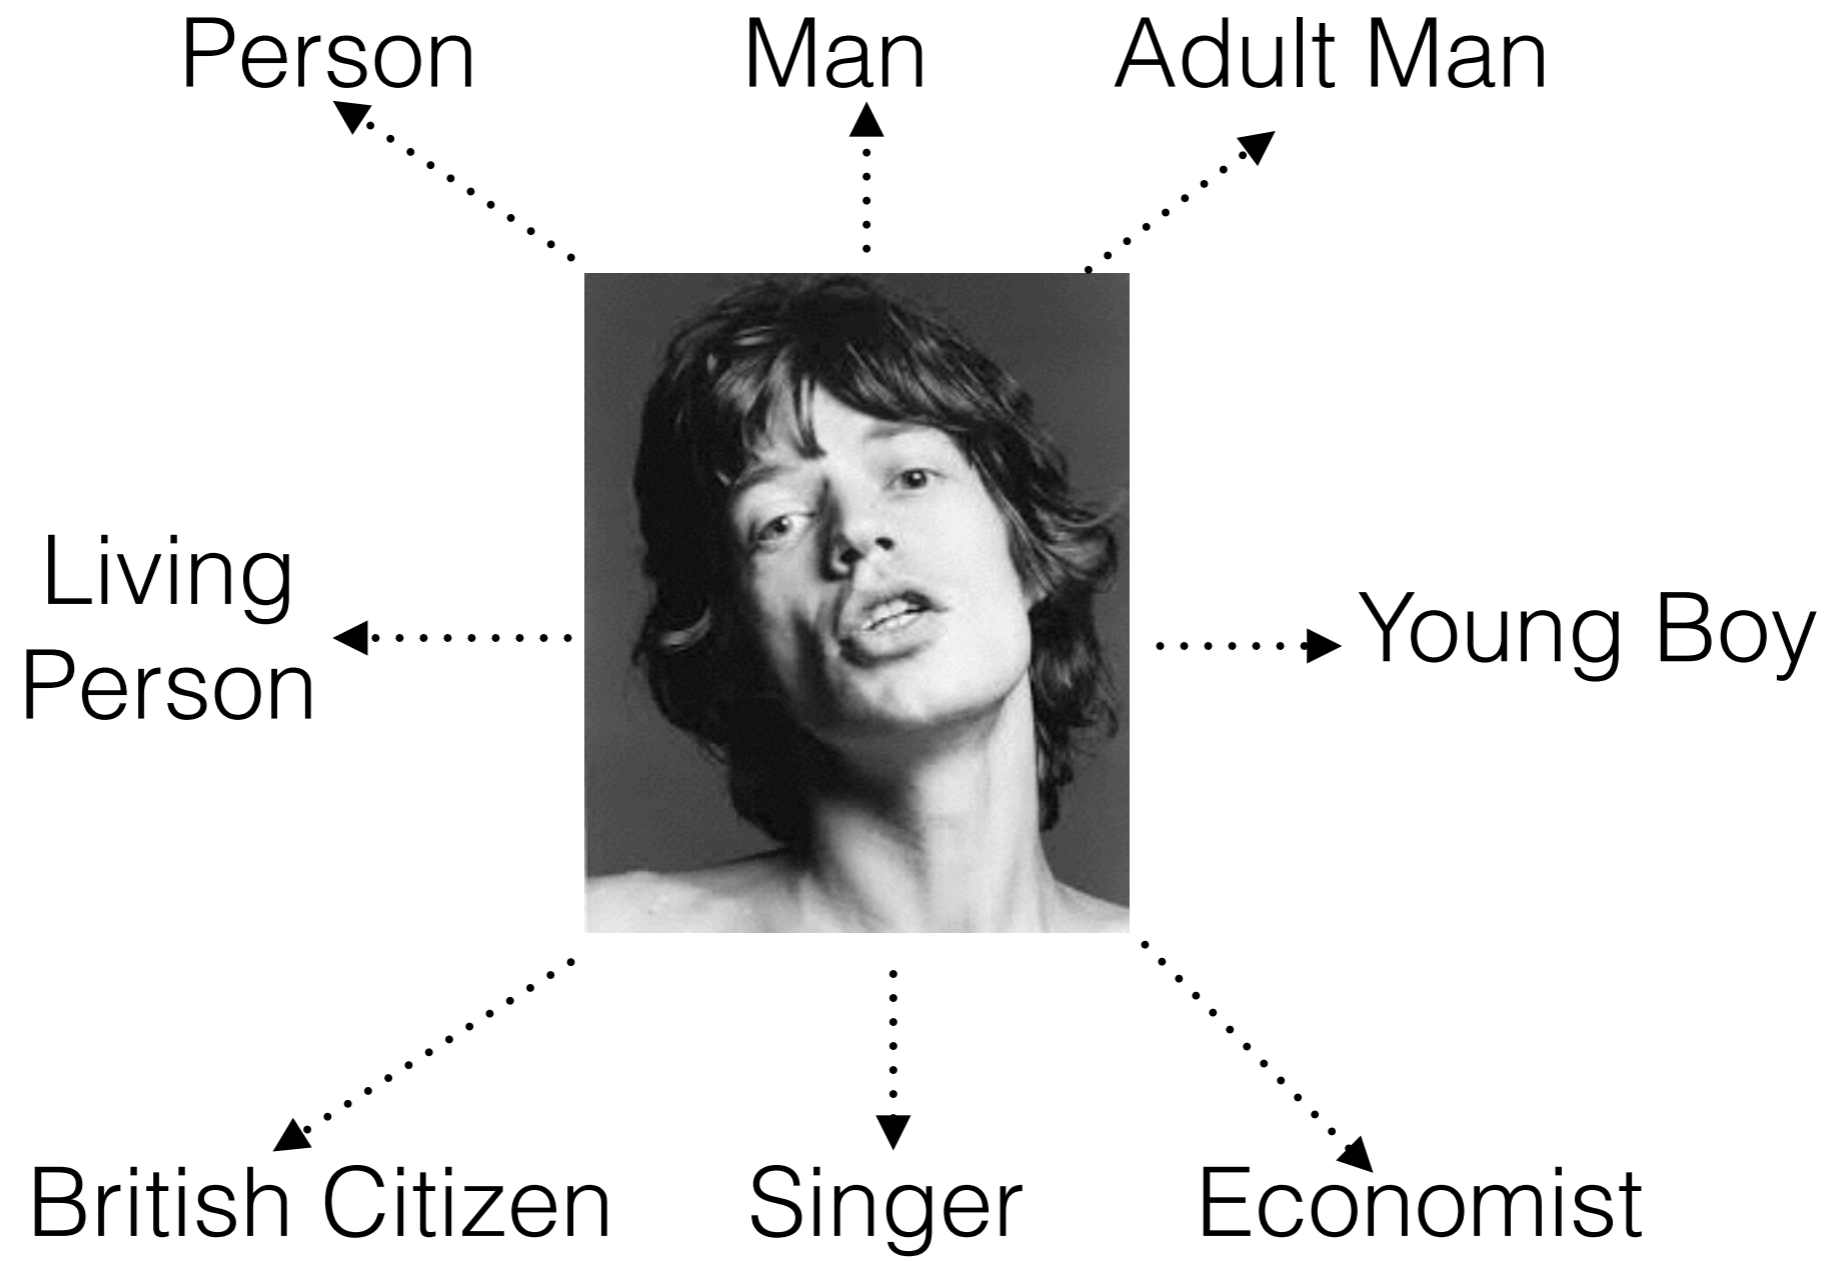 Person
Man
Adult Man
Living
Person
Young Boy
British Citizen
Singer
Economist